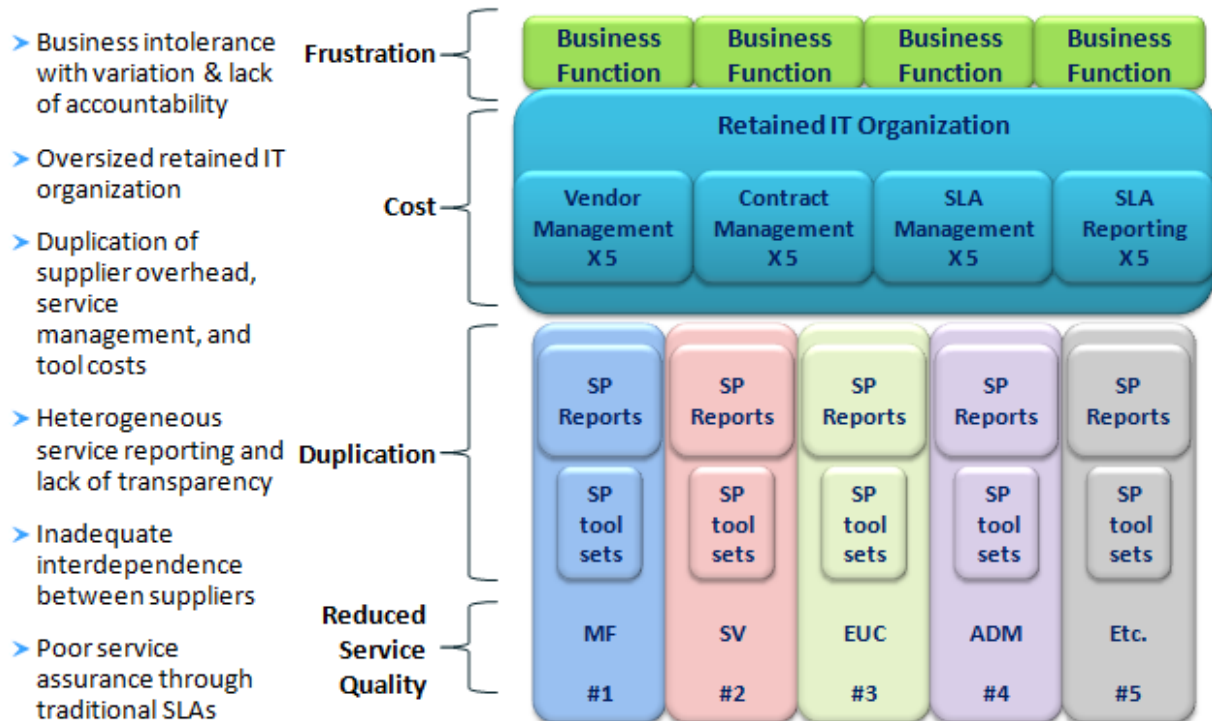 ➤ Business intolerance
with variation & lack
of accountability
➤ Oversized retained IT
organization
➤ Duplication of
supplier overhead,
service
management, and
tool costs
➤ Heterogeneous
service reporting and
lack of transparency
➤ Inadequate
interdependence
between suppliers
➤ Poor service
assurance through
traditional SLAs
Frustration
Cost
Duplication
Reduced
Service
Quality
Business
Function
Business
Function
Business
Function
Business
Function
Retained IT Organization
Vendor
Management
X 5
Contract
Management
X 5
SLA
Management
X 5
SLA
Reporting
X 5
SP
Reports
SP
Reports
SP
Reports
SP
Reports
SP
Reports
SP
tool
sets
SP
tool
sets
SP
tool
sets
SP
tool
sets
SP
tool
sets
MF
#1
SV
#2
EUC
#3
ADM
#4
Etc.
#5